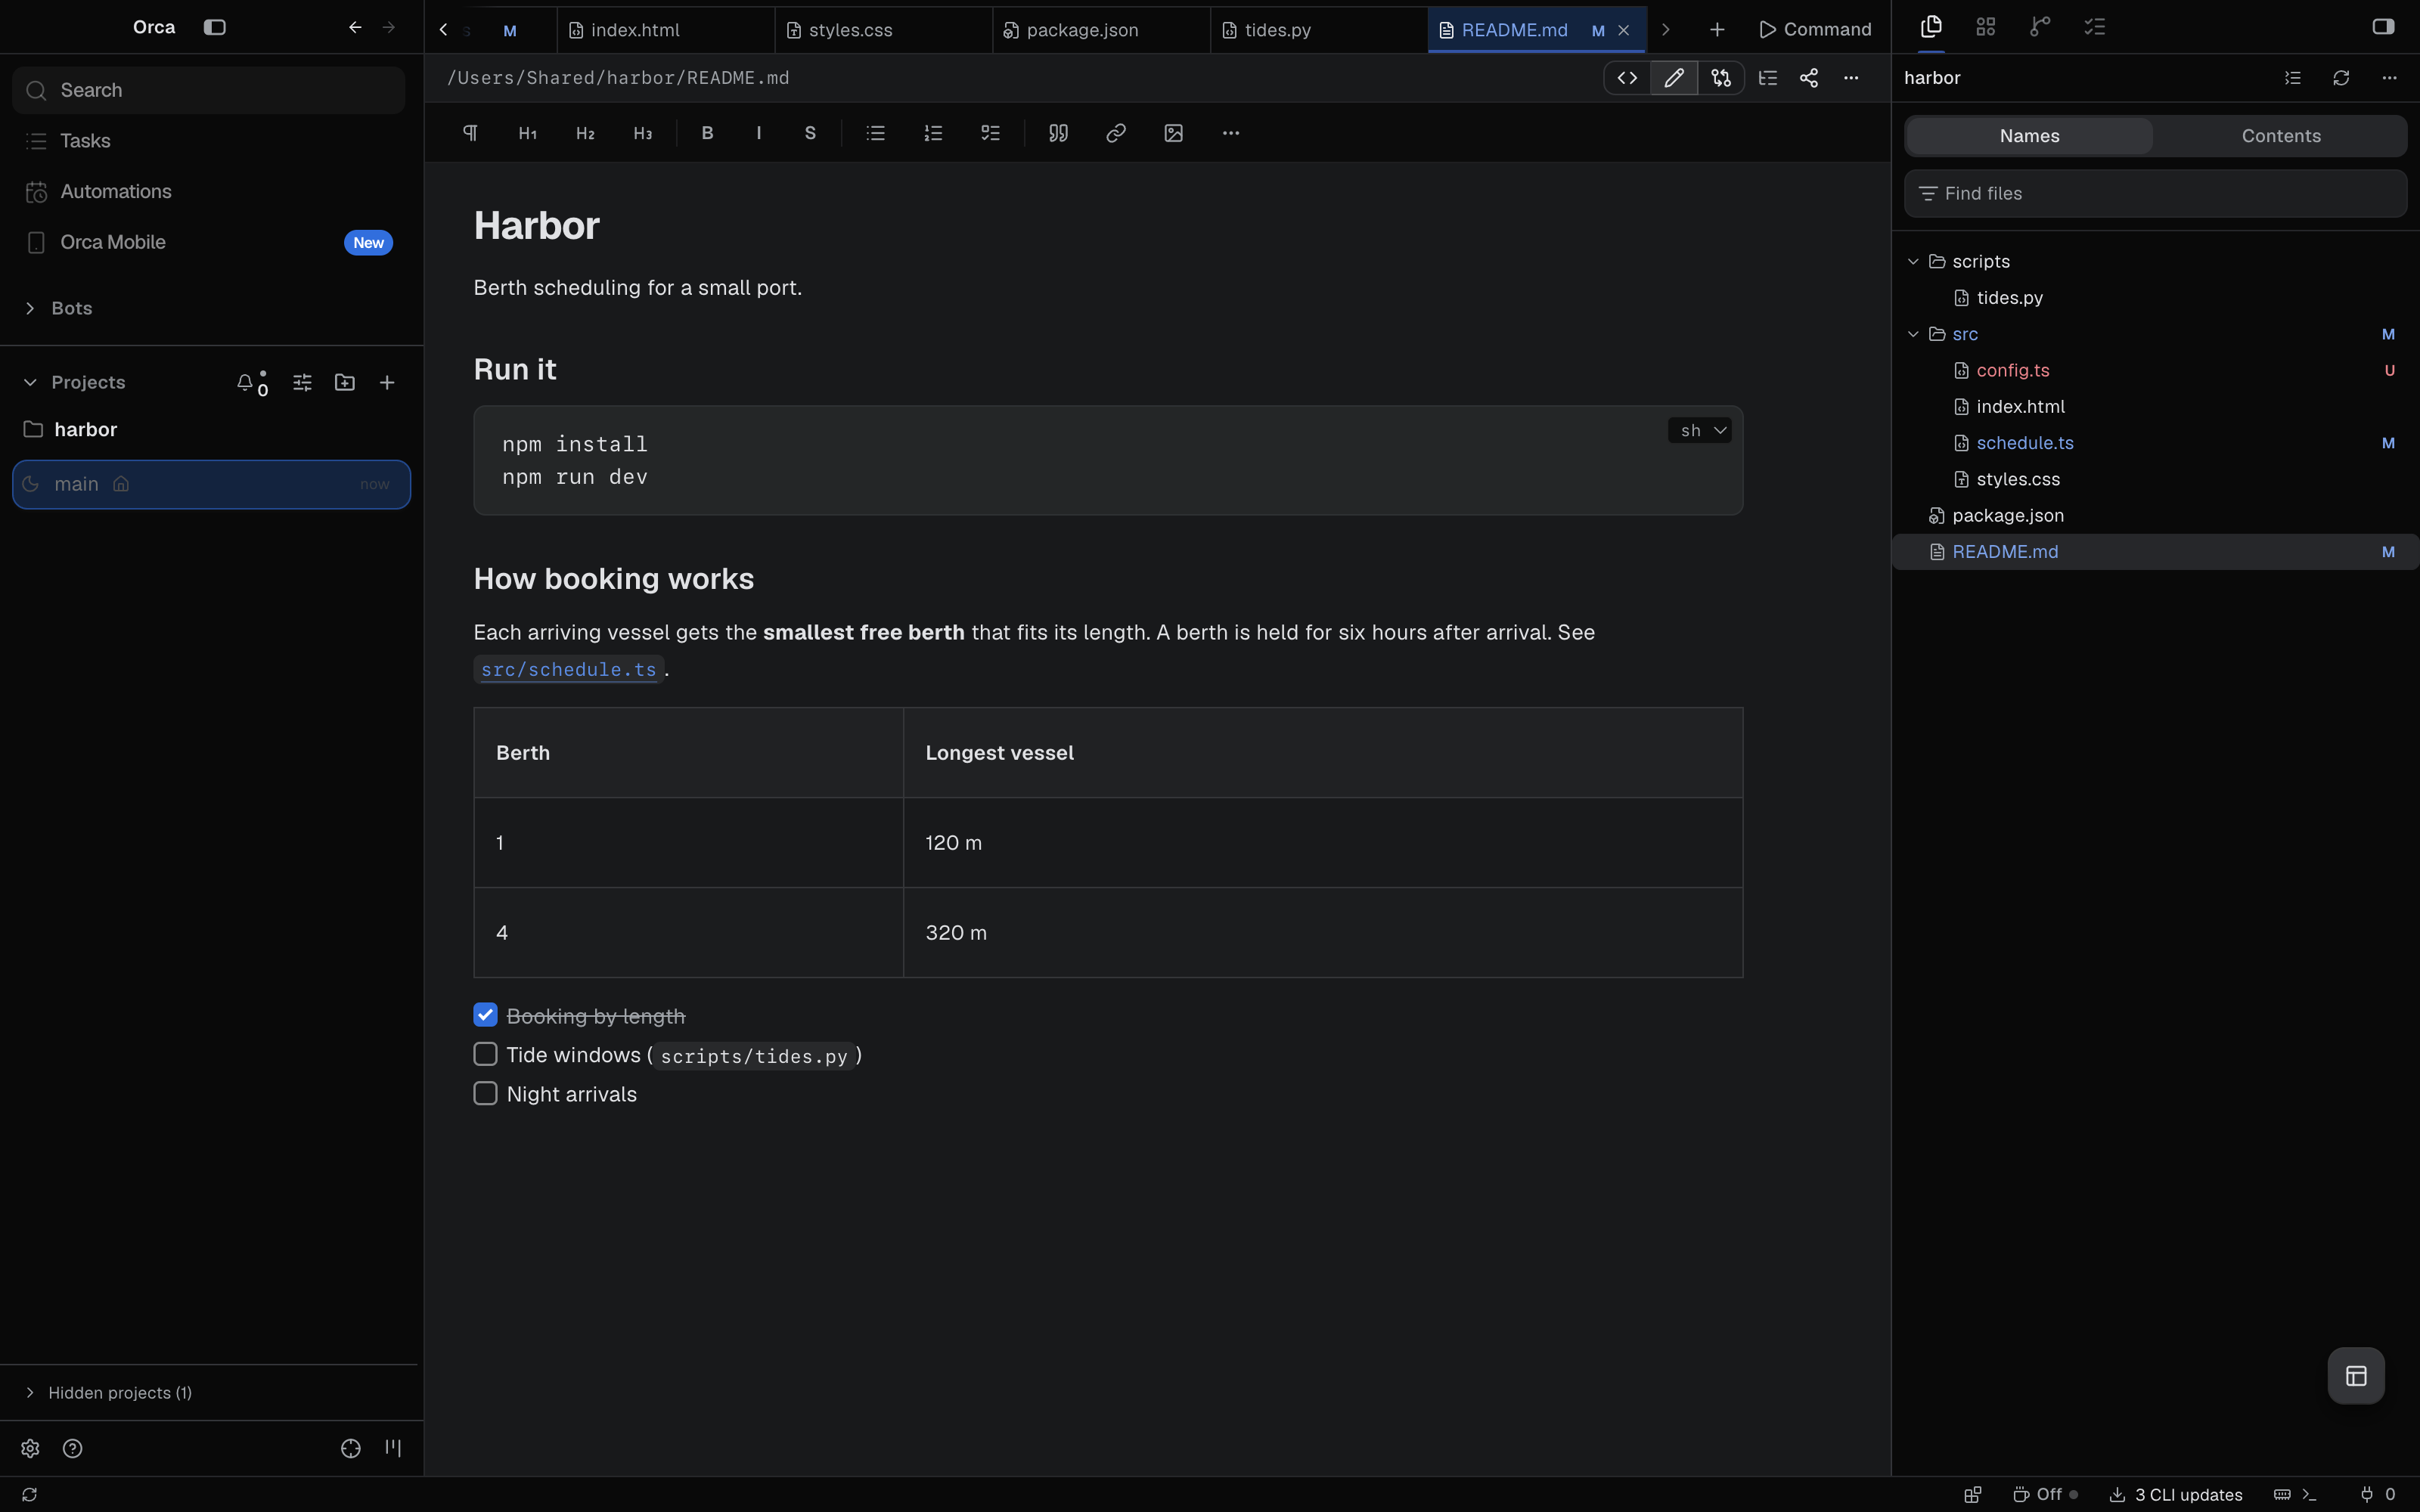 Orca
Search
Tasks
Automations
Orca Mobile
New
Bots
Projects
0
harbor
main
now
Hidden projects (1)
s M
index.html
styles.css
package.json
tides.py
README.md M
Command
/Users/Shared/harbor/README.md
H1 H2 H3 B I S
Harbor
Berth scheduling for a small port.
Run it
sh
npm install
npm run dev
How booking works
Each arriving vessel gets the smallest free berth that fits its length. A berth is held for six hours after arrival. See
src/schedule.ts.
Berth Longest vessel
1 120 m
4 320 m
Booking by length
Tide windows (scripts/tides.py)
Night arrivals
harbor
Names Contents
Find files
scripts
tides.py
src M
config.ts U
index.html
schedule.ts M
styles.css
package.json
README.md M
Off
3 CLI updates
0